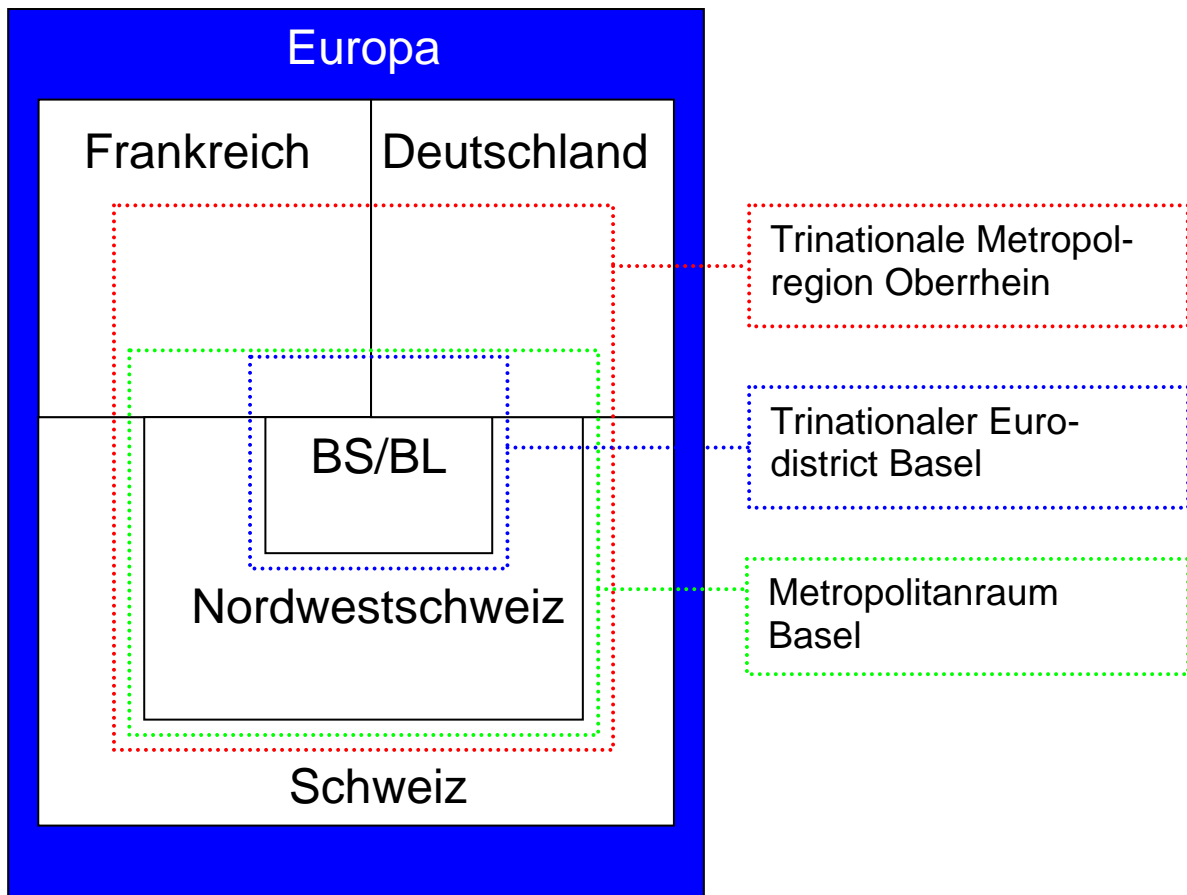 Europa
Frankreich
Deutschland
Trinationale Metropol-
region Oberrhein
BS/BL
Trinationaler Euro-
district Basel
Nordwestschweiz
Metropolitanraum
Basel
Schweiz